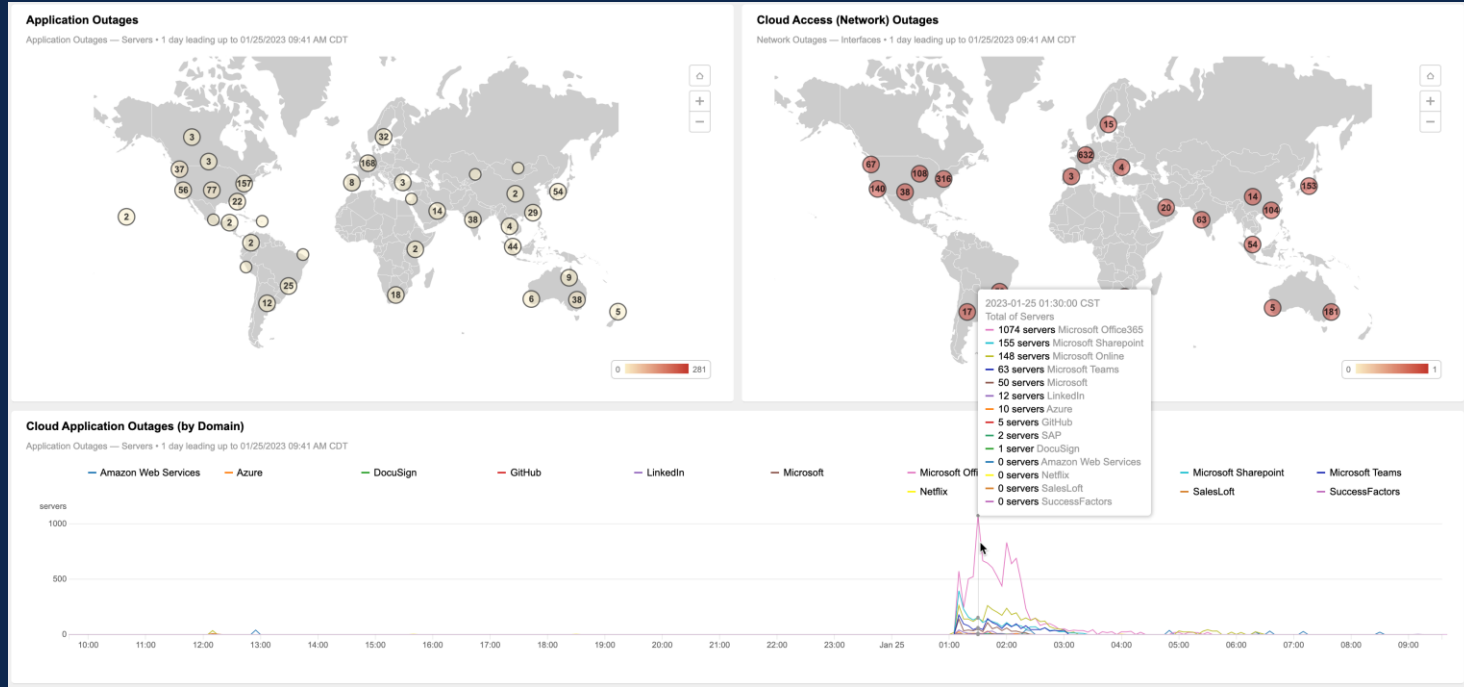 Application Outages
Application Outages — Servers • 1 day leading up to 01/25/2023 09:41 AM CDT
3
32
3
168
37
157
56
77
8
3
2
54
22
14
29
2
2
38
4
2
2
44
25
9
12
18
6
38
5
0
281
Cloud Access (Network) Outages
Network Outages — Interfaces • 1 day leading up to 01/25/2023 09:41 AM CDT
15
632
67
4
108
316
3
140
38
153
14
20
104
63
54
17
5
181
0
1
2023-01-25 01:30:00 CST
Total of Servers
1074 servers Microsoft Office365
155 servers Microsoft Sharepoint
148 servers Microsoft Online
63 servers Microsoft Teams
50 servers Microsoft
12 servers LinkedIn
10 servers Azure
5 servers GitHub
2 servers SAP
1 server DocuSign
0 servers Amazon Web Services
0 servers Netflix
0 servers SalesLoft
0 servers SuccessFactors
Cloud Application Outages (by Domain)
Application Outages — Servers • 1 day leading up to 01/25/2023 09:41 AM CDT
Amazon Web Services
Azure
DocuSign
GitHub
LinkedIn
Microsoft
Microsoft Offi
Microsoft Sharepoint
Microsoft Teams
Netflix
SalesLoft
SuccessFactors
servers
1000
500
0
10:00 11:00 12:00 13:00 14:00 15:00 16:00 17:00 18:00 19:00 20:00 21:00 22:00 23:00 Jan 25 01:00 02:00 03:00 04:00 05:00 06:00 07:00 08:00 09:00